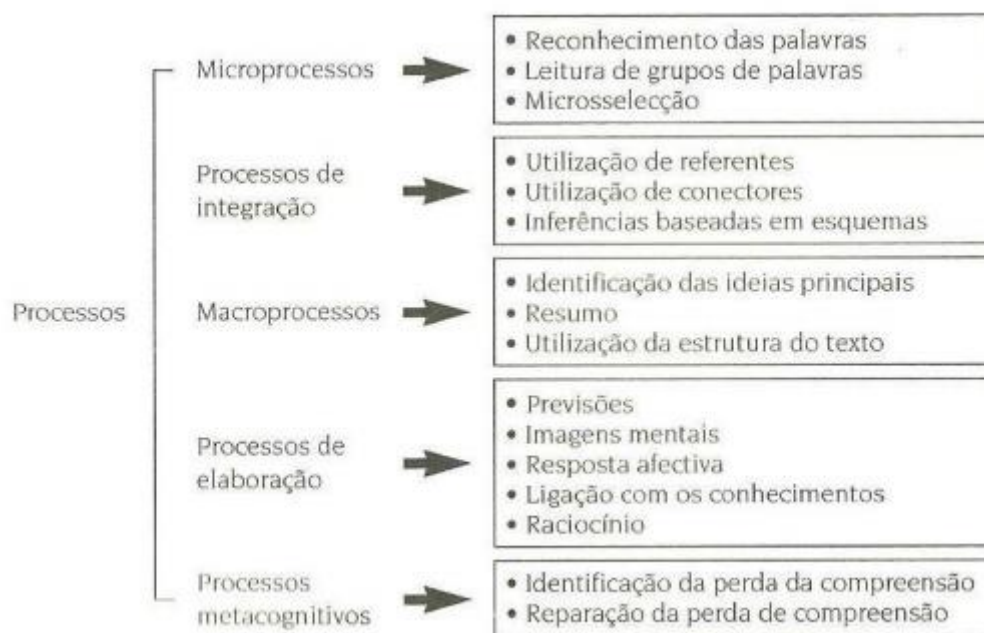 Processos
Microprocessos
• Reconhecimento das palavras
• Leitura de grupos de palavras
• Microsselecção
Processos de
integração
• Utilização de referentes
• Utilização de conectores
• Inferências baseadas em esquemas
Macroprocessos
• Identificação das ideias principais
• Resumo
• Utilização da estrutura do texto
Processos de
elaboração
• Previsões
• Imagens mentais
• Resposta afectiva
• Ligação com os conhecimentos
• Raciocínio
Processos
metacognitivos
• Identificação da perda da compreensão
• Reparação da perda de compreensão